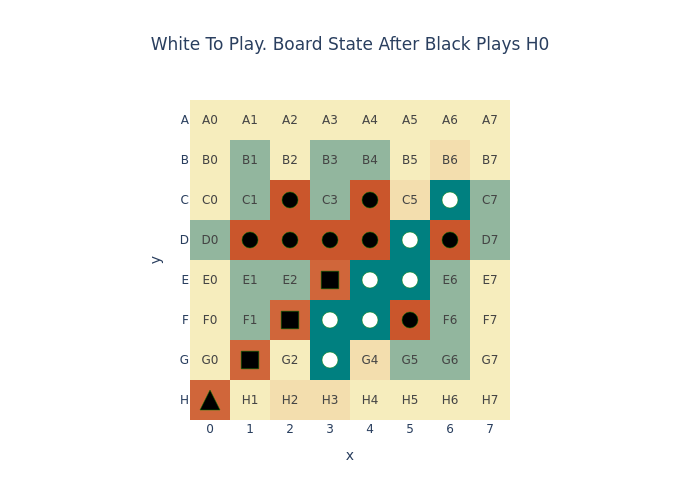 White To Play. Board State After Black Plays H0
A A0 A1 A2 A3 A4 A5 A6 A7
B B0 B1 B2 B3 B4 B5 B6 B7
C C0 C1 C3 C5 C7
D D0 D7
y
E E0 E1 E2 E6 E7
F F0 F1 F6 F7
G G0 G2 G4 G5 G6 G7
H H1 H2 H3 H4 H5 H6 H7
0 1 2 3 4 5 6 7
x